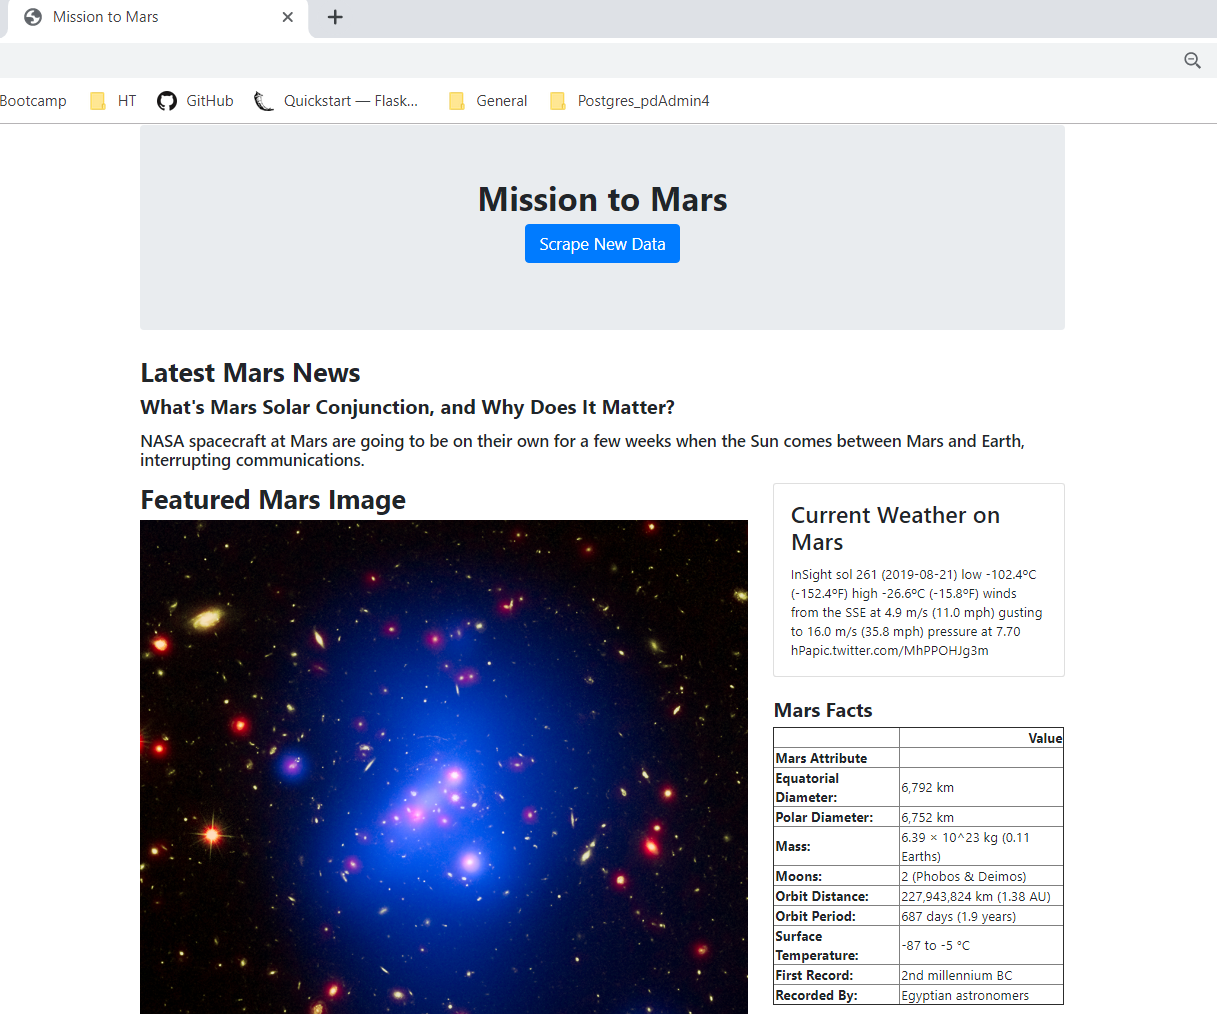 Mission to Mars
Bootcamp
HT
GitHub
Quickstart — Flask...
General
Postgres_pdAdmin4
Mission to Mars
Scrape New Data
Latest Mars News
What's Mars Solar Conjunction, and Why Does It Matter?
NASA spacecraft at Mars are going to be on their own for a few weeks when the Sun comes between Mars and Earth,
interrupting communications.
Featured Mars Image
Current Weather on
Mars
InSight sol 261 (2019-08-21) low -102.4ºC
(-152.4ºF) high -26.6ºC (-15.8ºF) winds
from the SSE at 4.9 m/s (11.0 mph) gusting
to 16.0 m/s (35.8 mph) pressure at 7.70
hPapic.twitter.com/MhPPOHJg3m
Mars Facts
Value
Mars Attribute
Equatorial
Diameter:
6,792 km
Polar Diameter:
6,752 km
Mass:
6.39 × 10^23 kg (0.11
Earths)
Moons:
2 (Phobos & Deimos)
Orbit Distance:
227,943,824 km (1.38 AU)
Orbit Period:
687 days (1.9 years)
Surface
Temperature:
-87 to -5 °C
First Record:
2nd millennium BC
Recorded By:
Egyptian astronomers